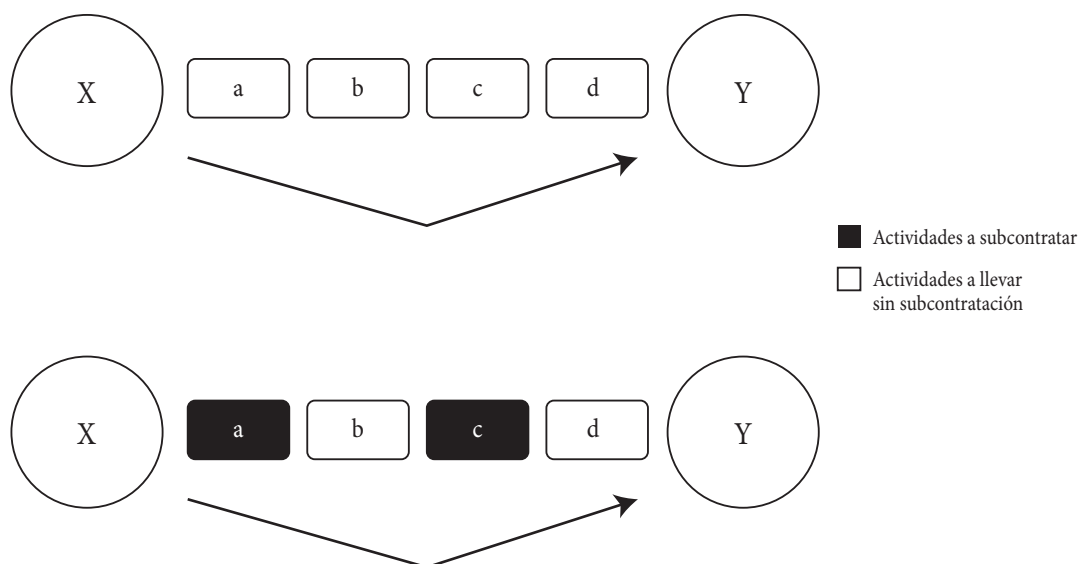 X a b c d Y
Actividades a subcontratar
Actividades a llevar
sin subcontratación
X a b c d Y